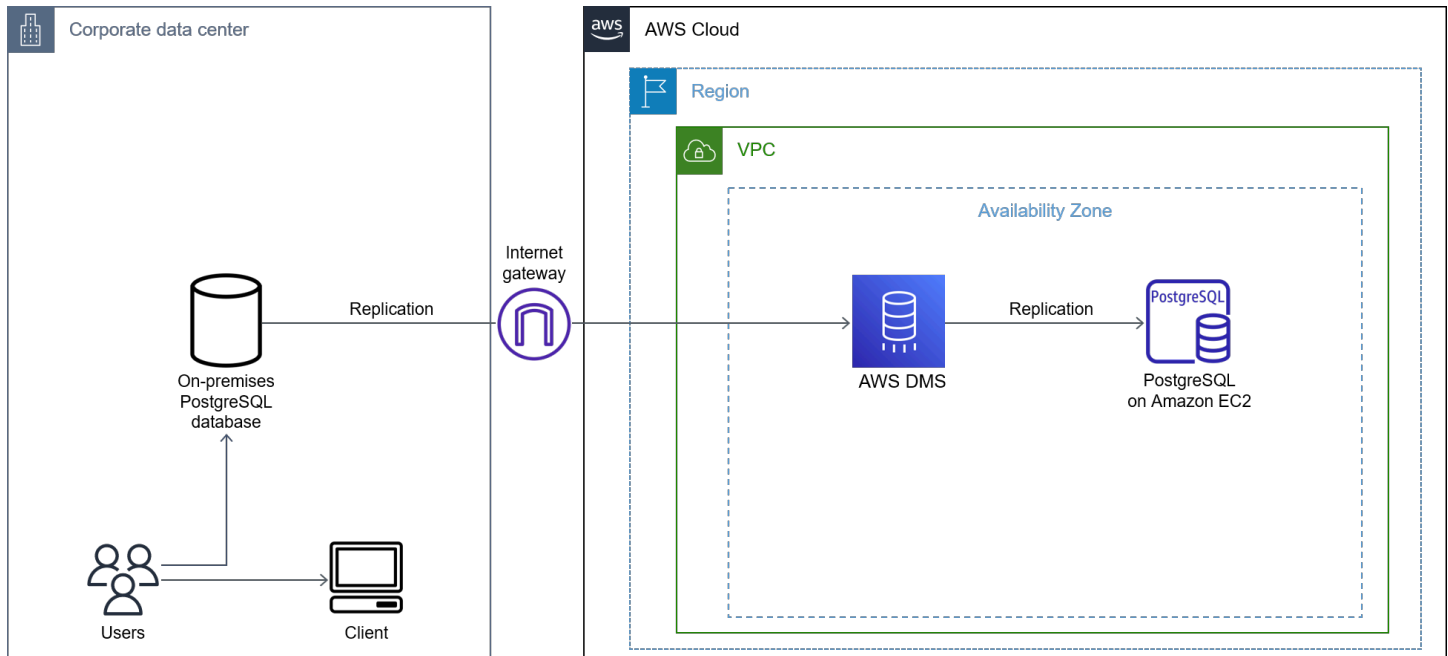 Corporate data center
aws
AWS Cloud
Region
VPC
Availability Zone
Internet
gateway
Replication
Replication
PostgreSQL
On-premises
PostgreSQL
database
AWS DMS
PostgreSQL
on Amazon EC2
Users
Client